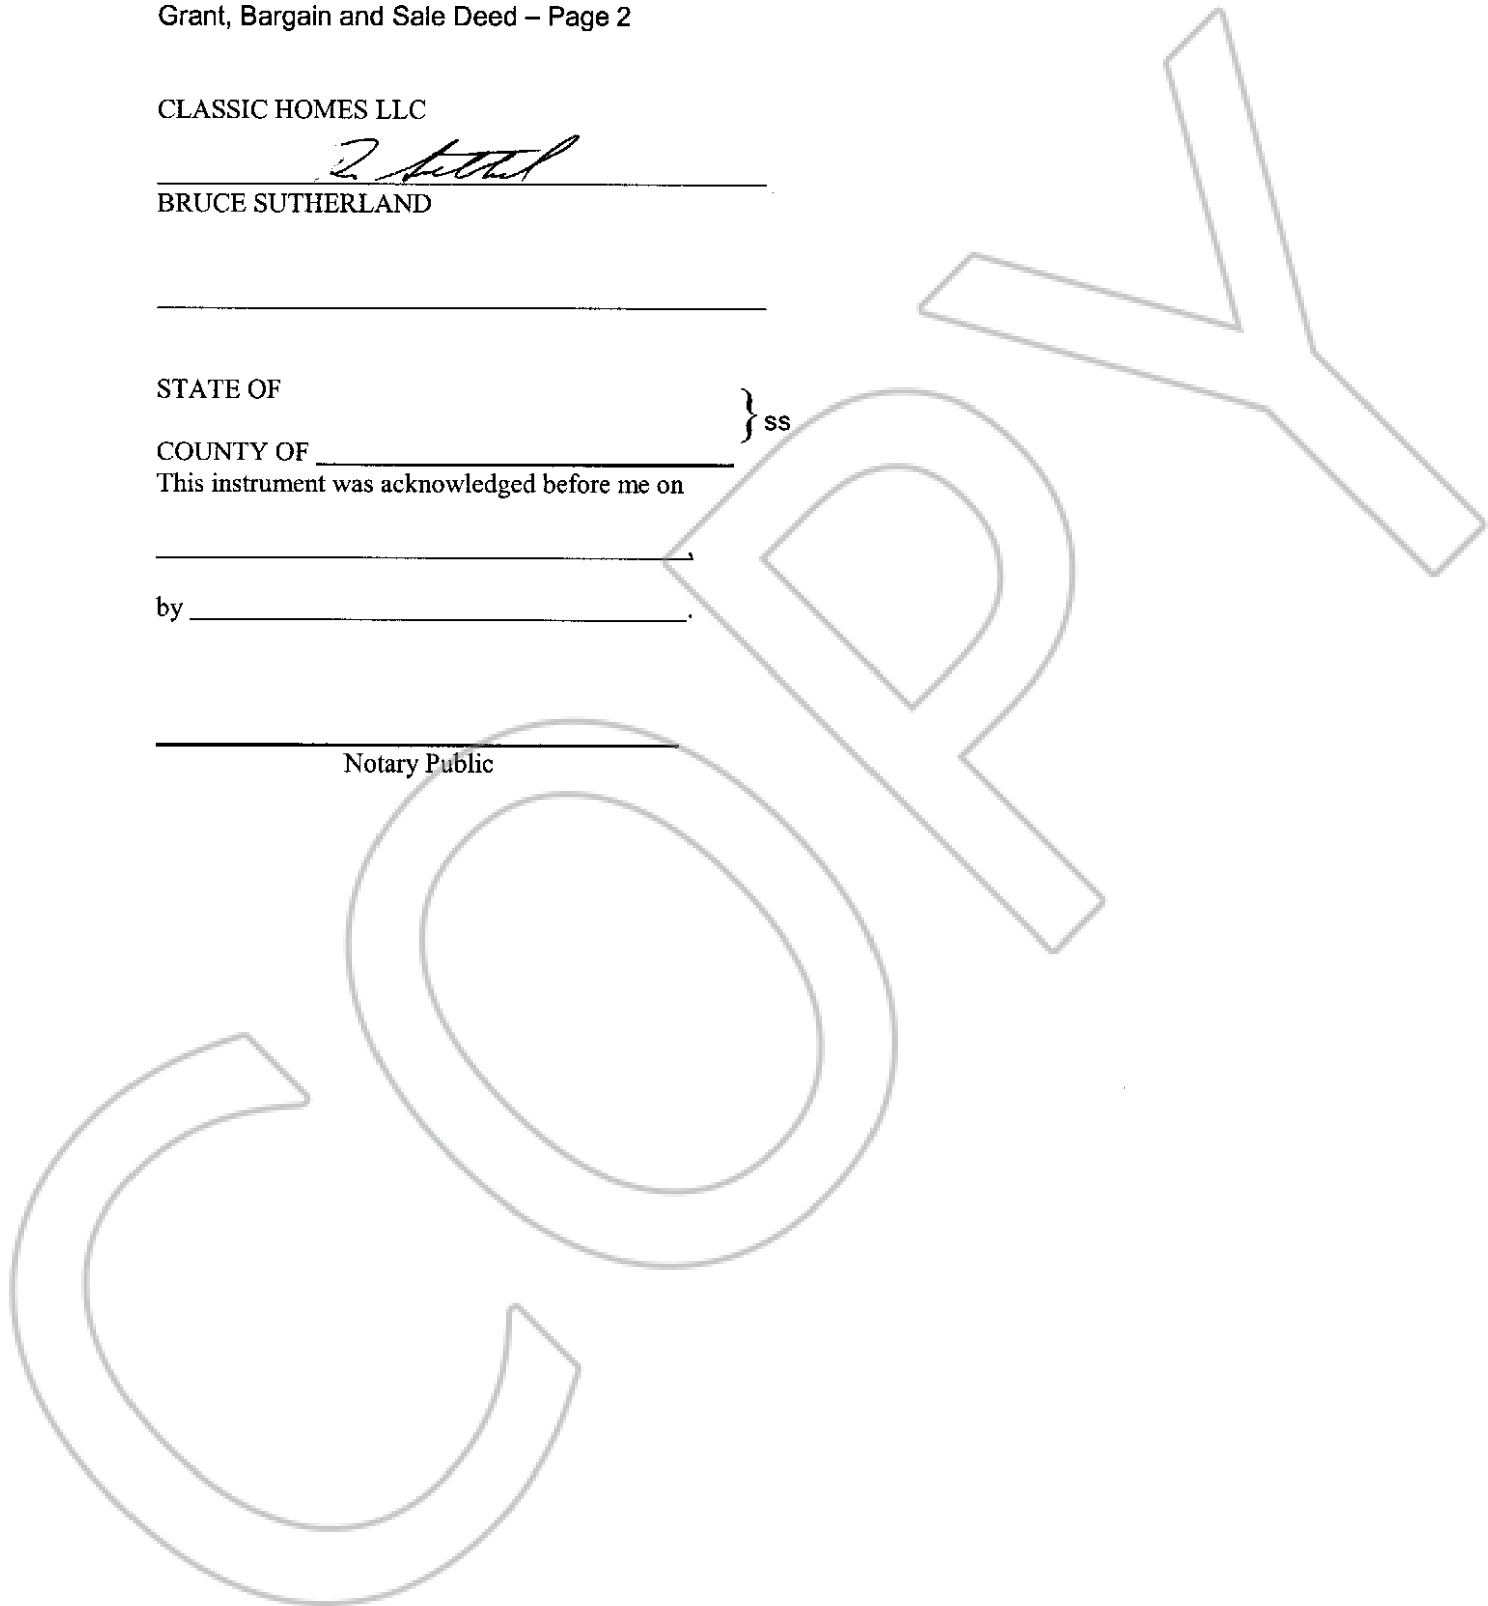 Grant, Bargain and Sale Deed – Page 2
CLASSIC HOMES LLC
BRUCE SUTHERLAND
STATE OF
} ss
COUNTY OF
This instrument was acknowledged before me on
,
by .
Notary Public
COPY